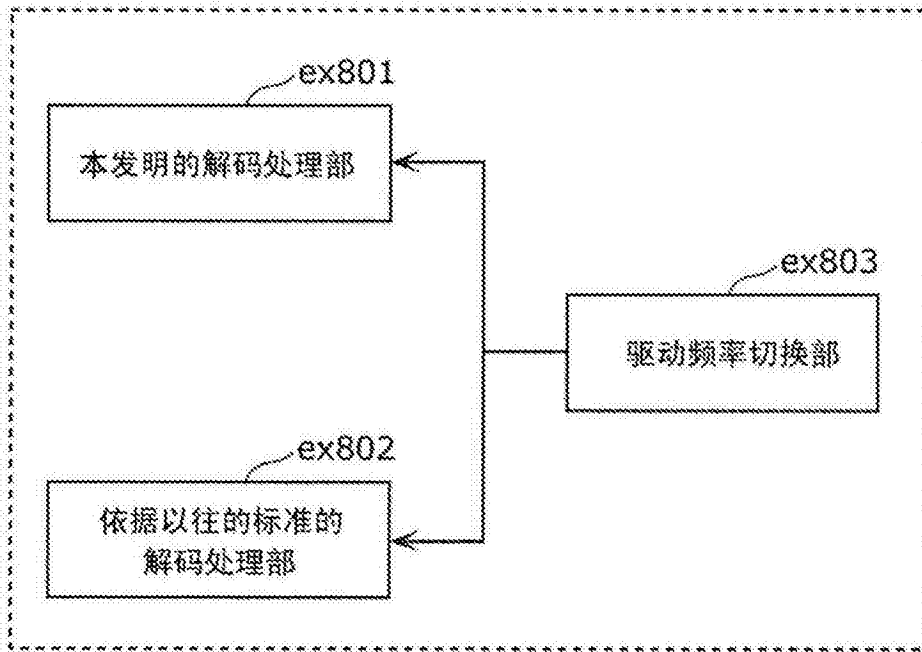 ex801
本发明的解码处理部
ex803
驱动频率切换部
ex802
依据以往的标准的
解码处理部